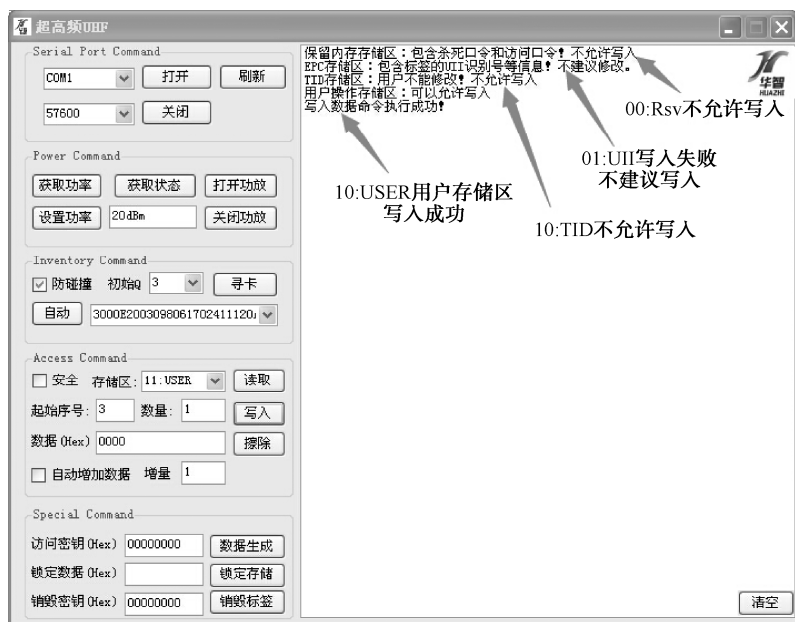 超高频UHF
Serial Port Command
COM1 打开 刷新
57600 关闭
Power Command
获取功率 获取状态 打开功放
设置功率 20dBm 关闭功放
Inventory Command
防碰撞 初始Q 3 寻卡
自动 3000E2003098061702411120
Access Command
安全 存储区: 11:USER 读取
起始序号: 3 数量: 1 写入
数据(Hex) 0000 擦除
自动增加数据 增量 1
Special Command
访问密钥(Hex) 00000000 数据生成
锁定数据(Hex) 锁定存储
销毁密钥(Hex) 00000000 销毁标签
保留内存存储区：包含杀死口令和访问口令! 不允许写入
EPC存储区：包含标签的UII识别号等信息! 不建议修改。
TID存储区：用户不能修改! 不允许写入
用户操作存储区：可以允许写入
写入数据命令执行成功!
华智
HUAZHI
00:Rsv不允许写入
01:UII写入失败
不建议写入
10:USER用户存储区
写入成功
10:TID不允许写入
清空